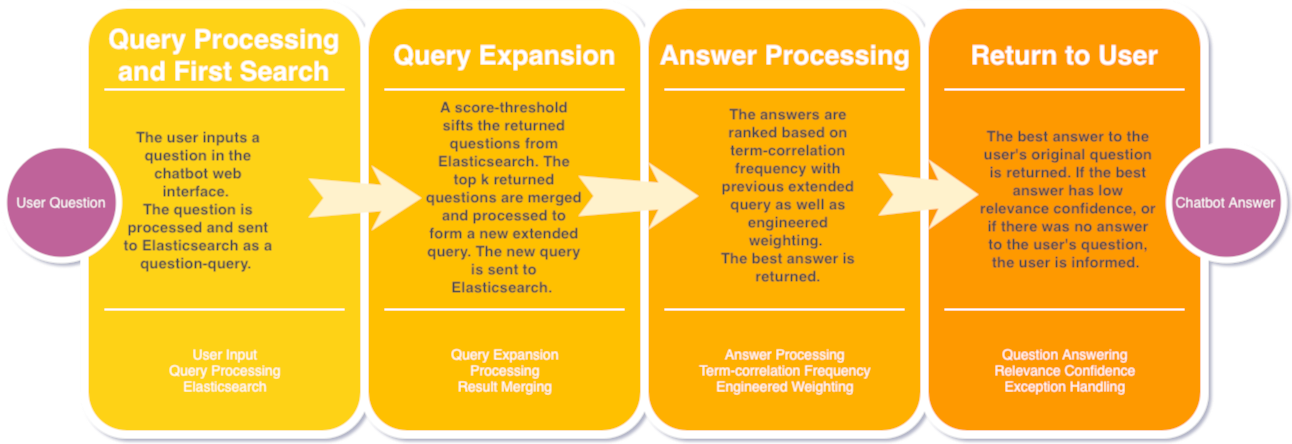 User Question
Query Processing
and First Search
The user inputs a
question in the
chatbot web
interface.
The question is
processed and sent
to Elasticsearch as a
question-query.
User Input
Query Processing
Elasticsearch
Query Expansion
A score-threshold
sifts the returned
questions from
Elasticsearch. The
top k returned
questions are merged
and processed to
form a new extended
query. The new query
is sent to
Elasticsearch.
Query Expansion
Processing
Result Merging
Answer Processing
The answers are
ranked based on
term-correlation
frequency with
previous extended
query as well as
engineered
weighting.
The best answer is
returned.
Answer Processing
Term-correlation Frequency
Engineered Weighting
Return to User
The best answer to the
user's original question
is returned. If the best
answer has low
relevance confidence, or
if there was no answer
to the user's question,
the user is informed.
Question Answering
Relevance Confidence
Exception Handling
Chatbot Answer